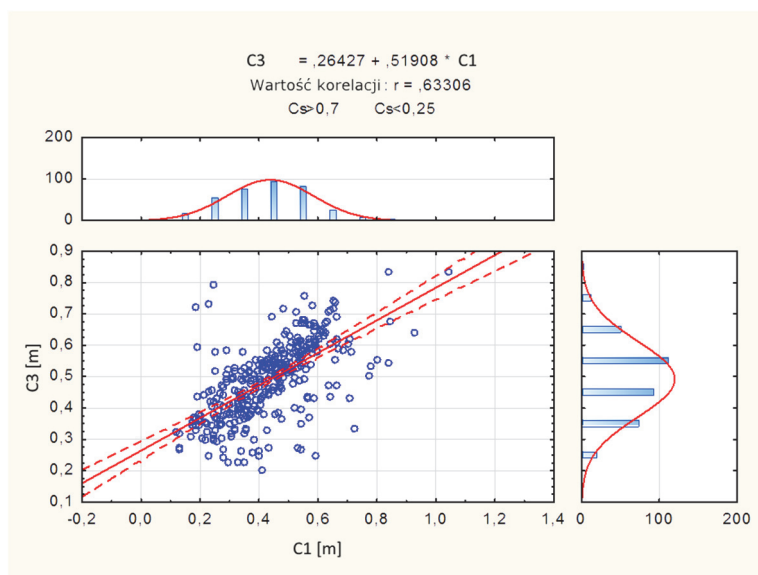 C3 = ,26427 + ,51908 * C1
Wartość korelacji: r = ,63306
Cs>0,7 Cs<0,25
200
100
0
0,9
0,8
0,7
0,6
0,5
0,4
0,3
0,2
0,1
C3 [m]
-0,2 0,0 0,2 0,4 0,6 0,8 1,0 1,2 1,4
0 100 200
C1 [m]